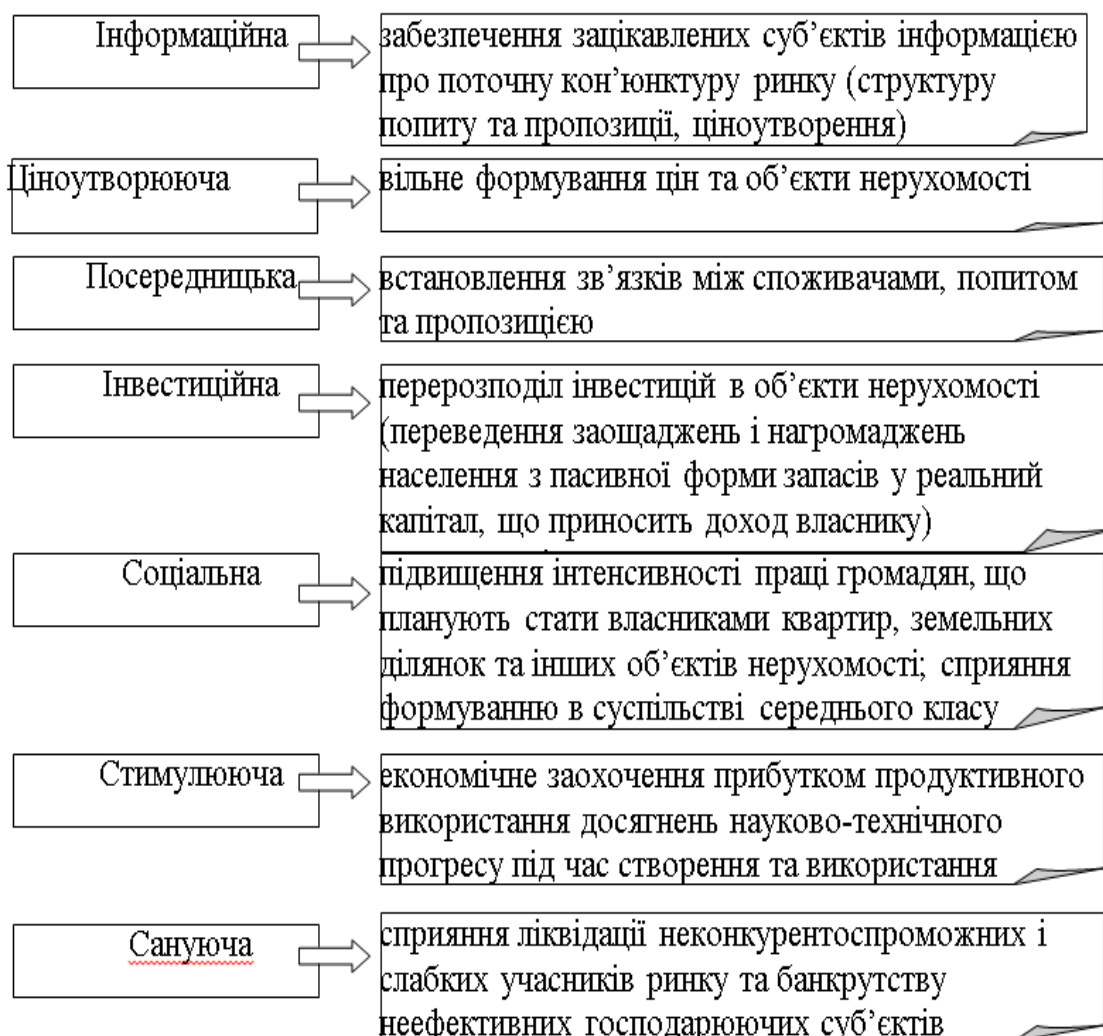 Інформаційна
забезпечення зацікавлених суб’єктів інформацією
про поточну кон’юнктуру ринку (структуру
попиту та пропозиції, ціноутворення)
Ціноутворююча
вільне формування цін та об’єкти нерухомості
Посередницька
встановлення зв’язків між споживачами, попитом
та пропозицією
Інвестиційна
перерозподіл інвестицій в об’єкти нерухомості
(переведення заощаджень і нагромаджень
населення з пасивної форми запасів у реальний
капітал, що приносить доход власнику)
Соціальна
підвищення інтенсивності праці громадян, що
планують стати власниками квартир, земельних
ділянок та інших об’єктів нерухомості; сприяння
формуванню в суспільстві середнього класу
Стимулююча
економічне заохочення прибутком продуктивного
використання досягнень науково-технічного
прогресу під час створення та використання
Сануюча
сприяння ліквідації неконкурентоспроможних і
слабких учасників ринку та банкрутству
неефективних господарюючих суб’єктів